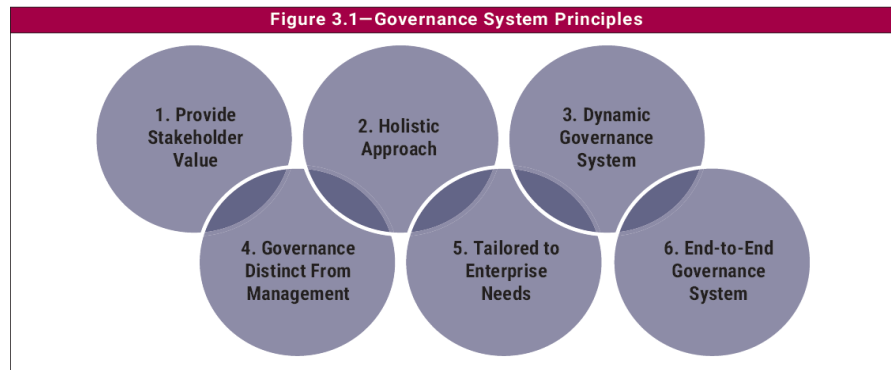 Figure 3.1—Governance System Principles
1. Provide
Stakeholder
Value
2. Holistic
Approach
3. Dynamic
Governance
System
4. Governance
Distinct From
Management
5. Tailored to
Enterprise
Needs
6. End-to-End
Governance
System